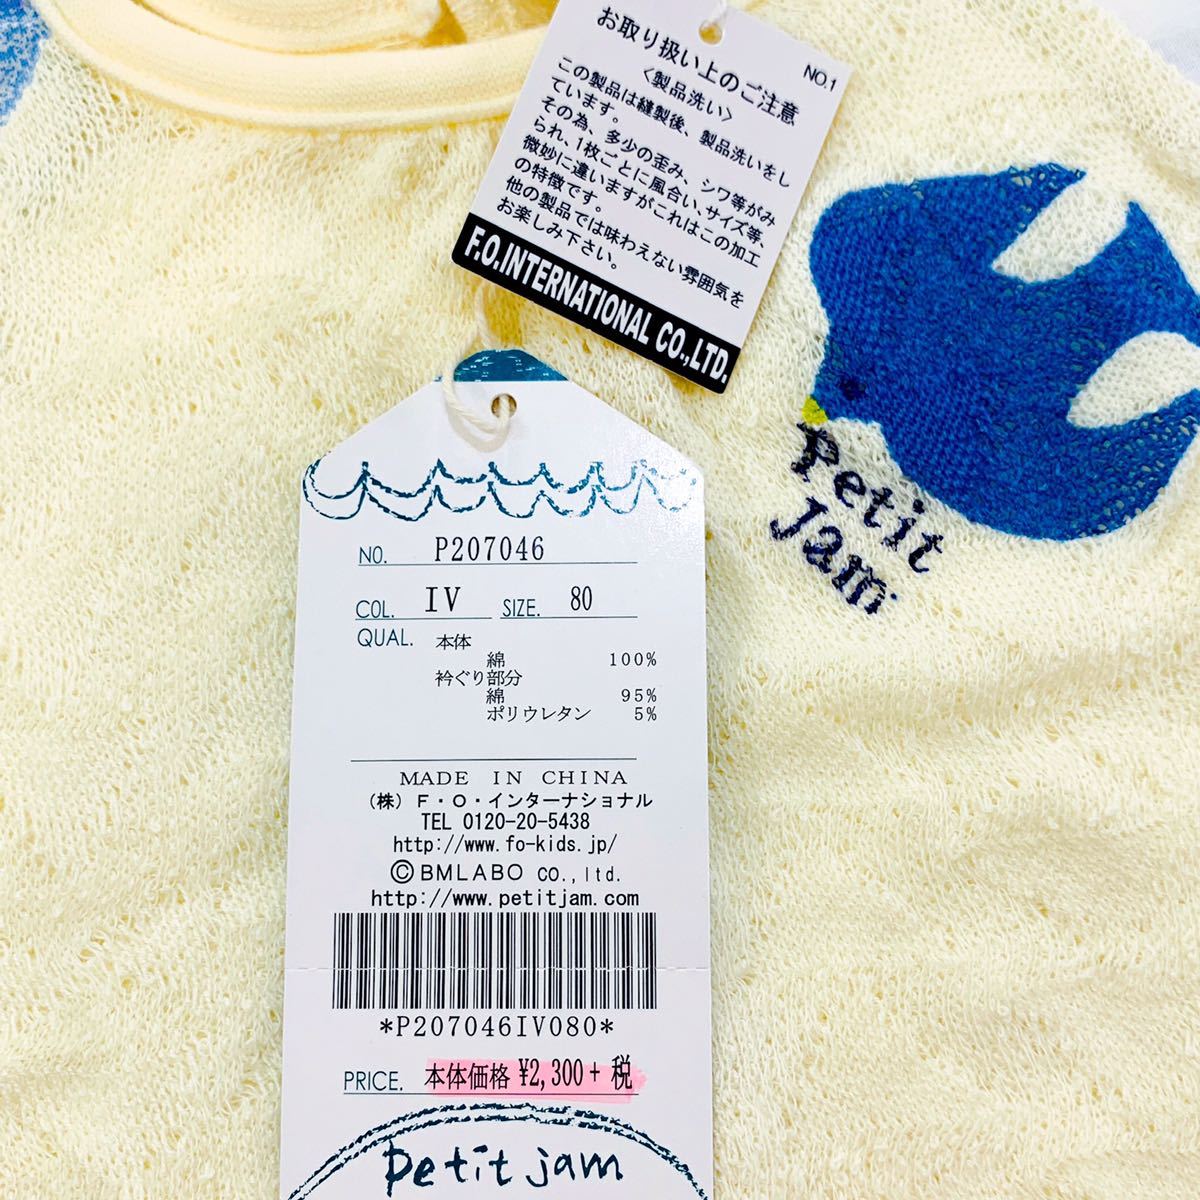 お取り扱い上のご注意
NO.1
〈製品洗い〉
この製品は縫製後、製品洗いをし
ています。
その為、多少の歪み、シワ等がみ
られ、1枚ごとに風合い、サイズ等、
微妙に違いますがこれはこの加工
の特徴です。
他の製品では味わえない雰囲気を
お楽しみ下さい。
F.O.INTERNATIONAL CO.,LTD.
Petit
Jam
NO. P207046
COL. IV SIZE. 80
QUAL. 本体
綿 100%
衿ぐり部分
綿 95%
ポリウレタン 5%
MADE IN CHINA
(株) F・O・インターナショナル
TEL 0120-20-5438
http://www.fo-kids.jp/
©BMLABO co.,ltd.
http://www.petitjam.com
*P207046IV080*
PRICE. 本体価格 ¥2,300+ 税
petit jam